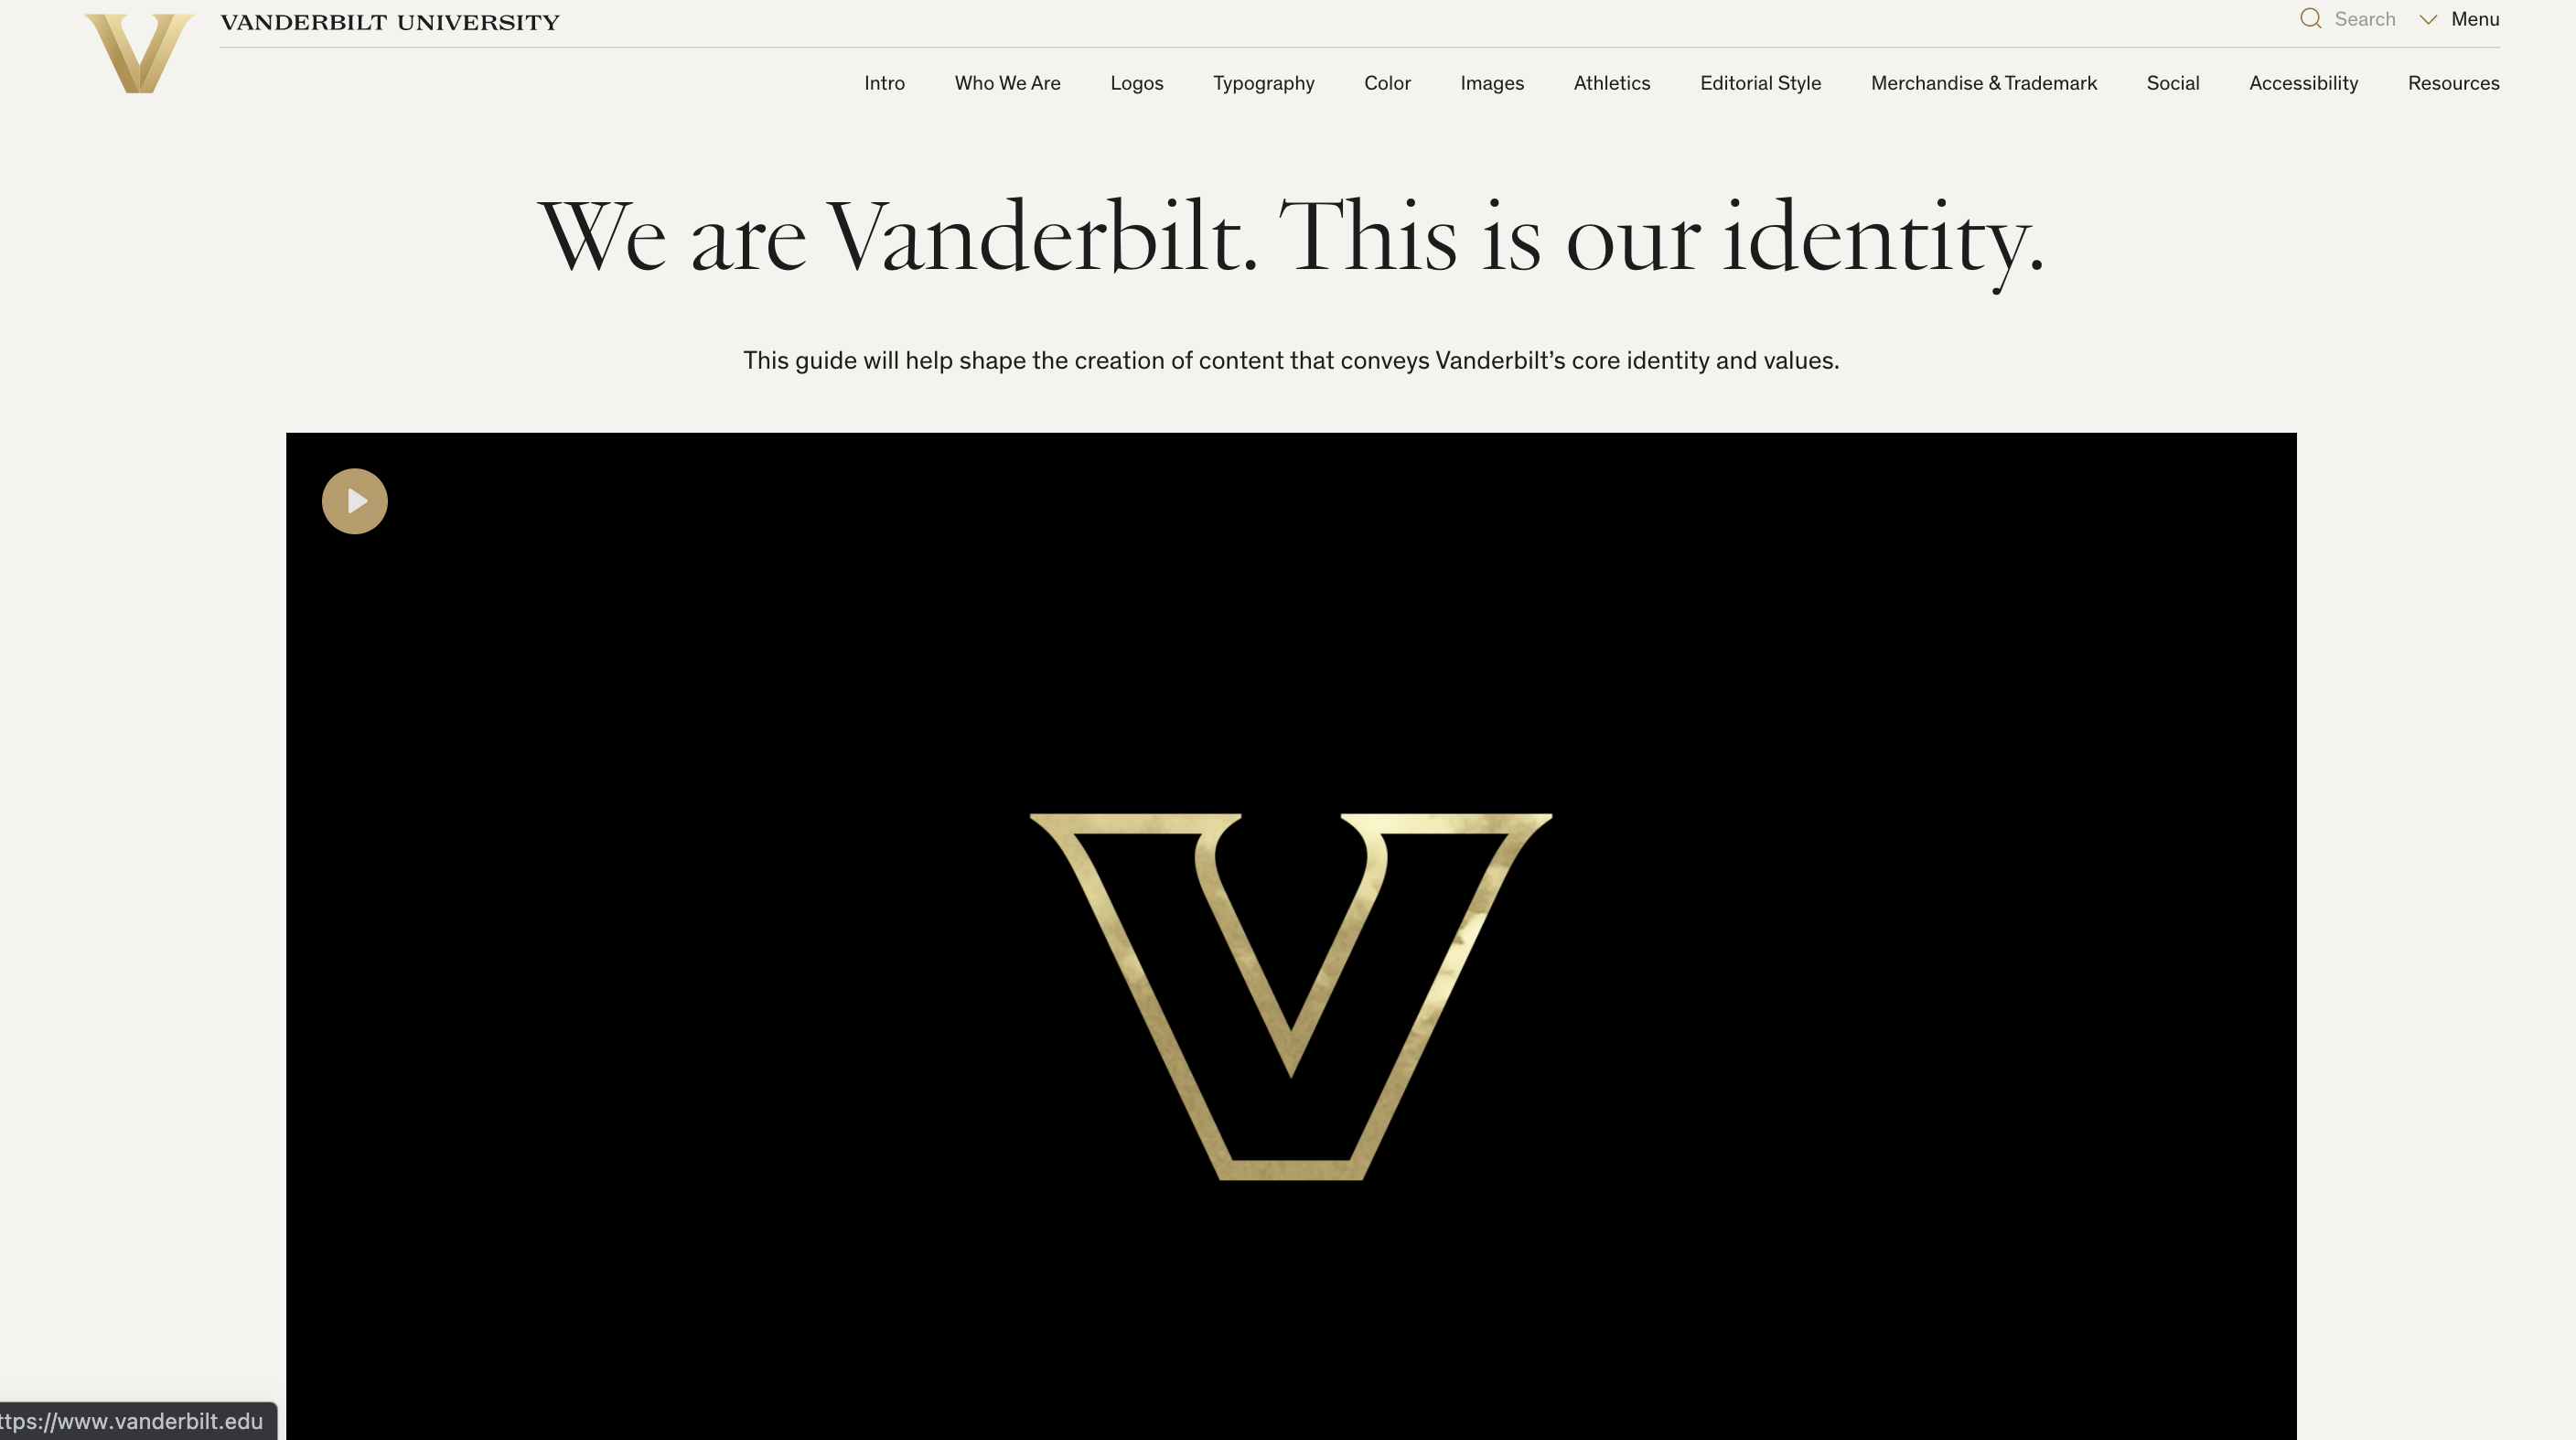 VANDERBILT UNIVERSITY
Search Menu
Intro Who We Are Logos Typography Color Images Athletics Editorial Style Merchandise & Trademark Social Accessibility Resources
We are Vanderbilt. This is our identity.
This guide will help shape the creation of content that conveys Vanderbilt’s core identity and values.
V
ttps://www.vanderbilt.edu